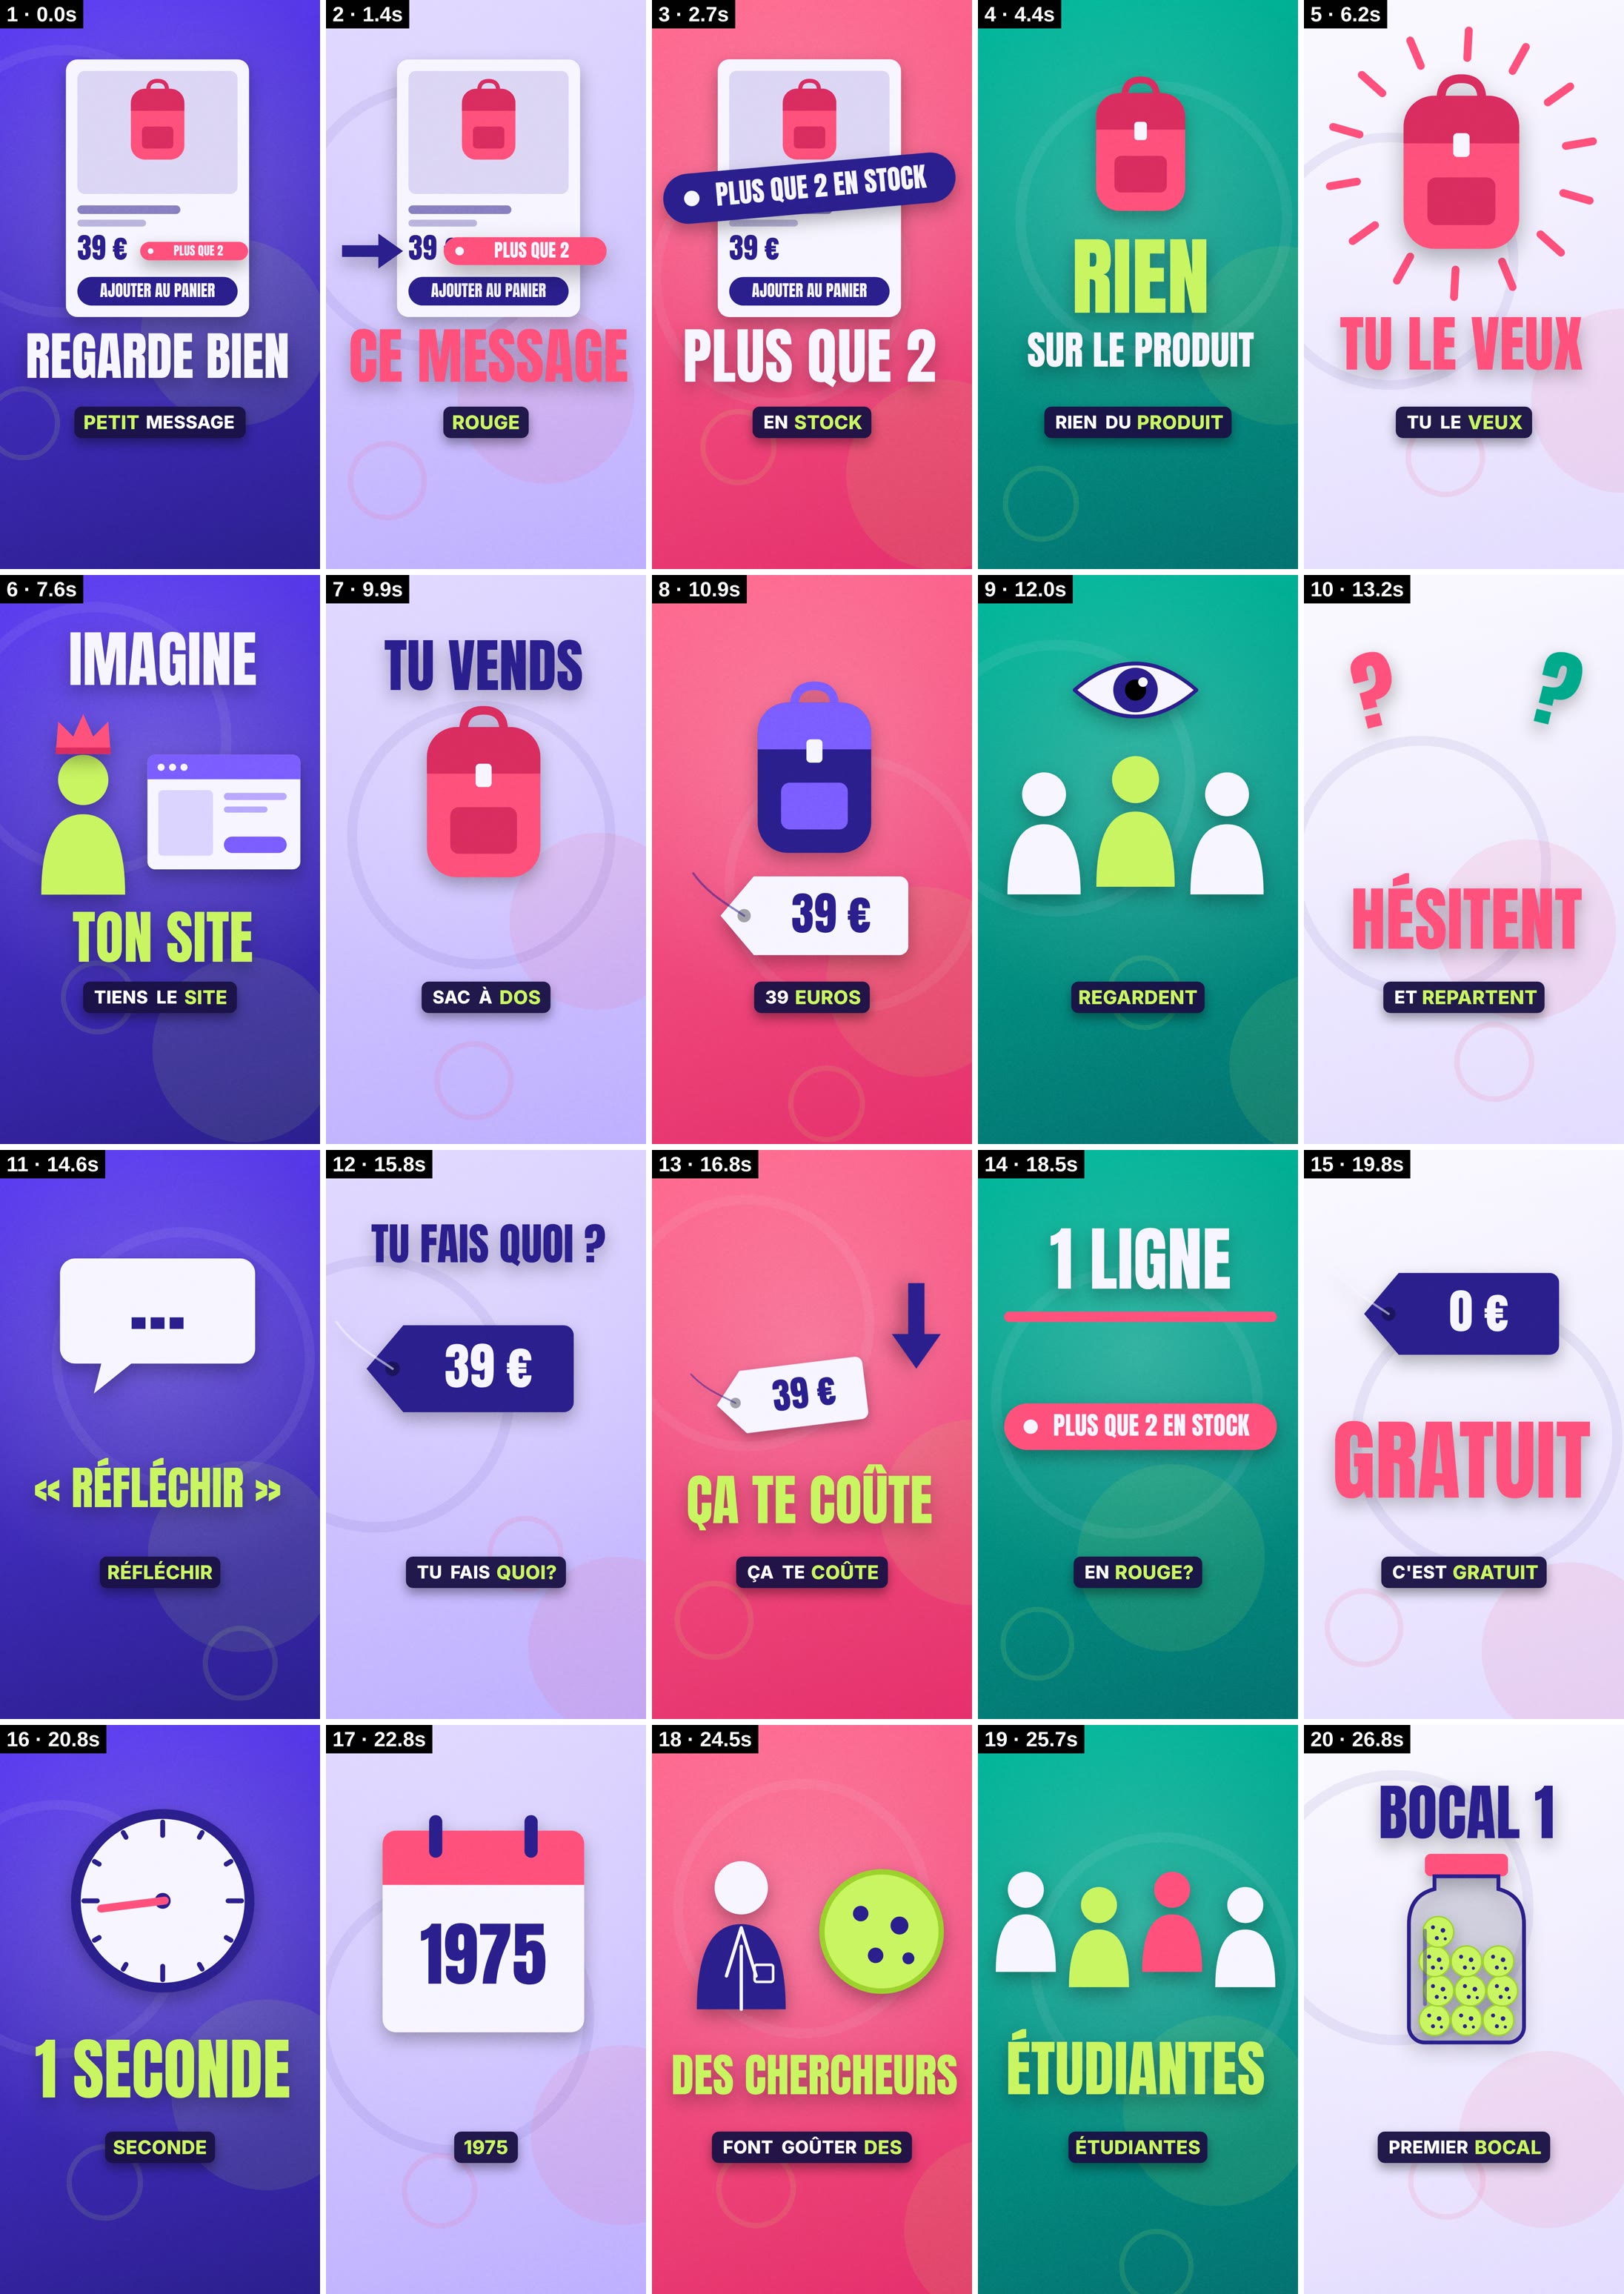 1 · 0.0s
39 €
PLUS QUE 2
AJOUTER AU PANIER
REGARDE BIEN
PETIT MESSAGE
2 · 1.4s
39
PLUS QUE 2
AJOUTER AU PANIER
CE MESSAGE
ROUGE
3 · 2.7s
PLUS QUE 2 EN STOCK
39 €
AJOUTER AU PANIER
PLUS QUE 2
EN STOCK
4 · 4.4s
RIEN
SUR LE PRODUIT
RIEN DU PRODUIT
5 · 6.2s
TU LE VEUX
TU LE VEUX
6 · 7.6s
IMAGINE
TON SITE
TIENS LE SITE
7 · 9.9s
TU VENDS
SAC À DOS
8 · 10.9s
39 €
39 EUROS
9 · 12.0s
REGARDENT
10 · 13.2s
? ?
HÉSITENT
ET REPARTENT
11 · 14.6s
...
« RÉFLÉCHIR »
RÉFLÉCHIR
12 · 15.8s
TU FAIS QUOI ?
39 €
TU FAIS QUOI?
13 · 16.8s
39 €
ÇA TE COÛTE
ÇA TE COÛTE
14 · 18.5s
1 LIGNE
PLUS QUE 2 EN STOCK
EN ROUGE?
15 · 19.8s
0 €
GRATUIT
C'EST GRATUIT
16 · 20.8s
1 SECONDE
SECONDE
17 · 22.8s
1975
1975
18 · 24.5s
DES CHERCHEURS
FONT GOÛTER DES
19 · 25.7s
ÉTUDIANTES
ÉTUDIANTES
20 · 26.8s
BOCAL 1
PREMIER BOCAL